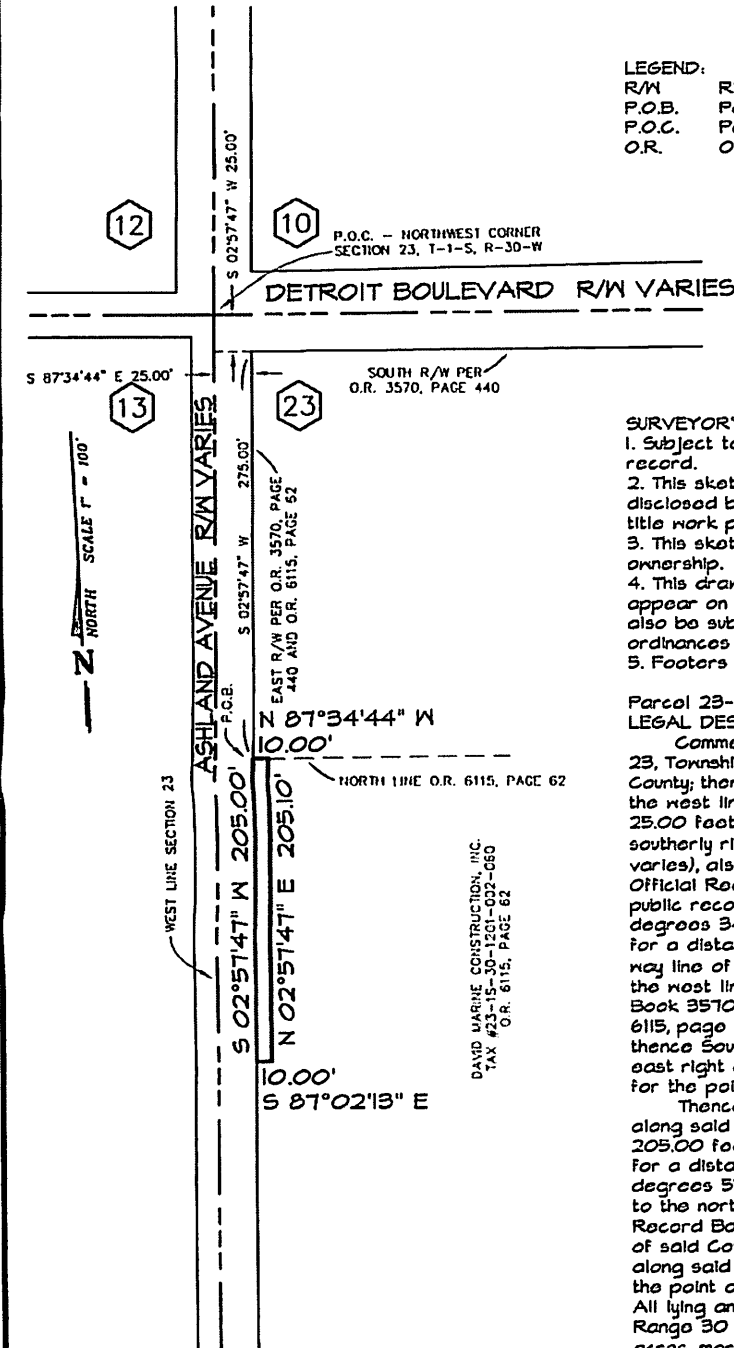 LEGEND:
R/W
P.O.B.
P.O.C.
O.R.
S 02°57'47" W 25.00'
12
10
P.O.C. - NORTHWEST CORNER
SECTION 23, T-1-S, R-30-W
DETROIT BOULEVARD R/W VARIES
S 87°34'44" E 25.00'
SOUTH R/W PER
O.R. 3570, PAGE 440
13
23
NORTH SCALE 1" = 100'
ASHLAND AVENUE R/W VARIES
S 02°57'47" W 275.00'
EAST R/W PER O.R. 3570, PAGE
440 AND O.R. 6115, PAGE 62
P.O.B.
N 87°34'44" W
10.00'
NORTH LINE O.R. 6115, PAGE 62
WEST LINE SECTION 23
S 02°57'47" W 205.00'
N 02°57'47" E 205.10'
DAVID MARINE CONSTRUCTION, INC.
TAX #23-1S-30-1201-002-060
O.R. 6115, PAGE 62
10.00'
S 87°02'13" E
SURVEYOR'
1. Subject to
record.
2. This sket
disclosed b
title work p
3. This sket
ownership.
4. This dra
appear on
also be sub
ordinances
5. Footers
Parcel 23-
LEGAL DES
Comme
23, Townshi
County; ther
the west lin
25.00 feet
southerly ri
varies), als
Official Rec
public reco
degrees 34
for a dista
way line of
the west lin
Book 3570
6115, page
thence Sou
east right
for the poi
Thence
along said
205.00 fe
for a dista
degrees 5
to the nort
Record Bo
of said Co
along said
the point o
All lying an
Range 30